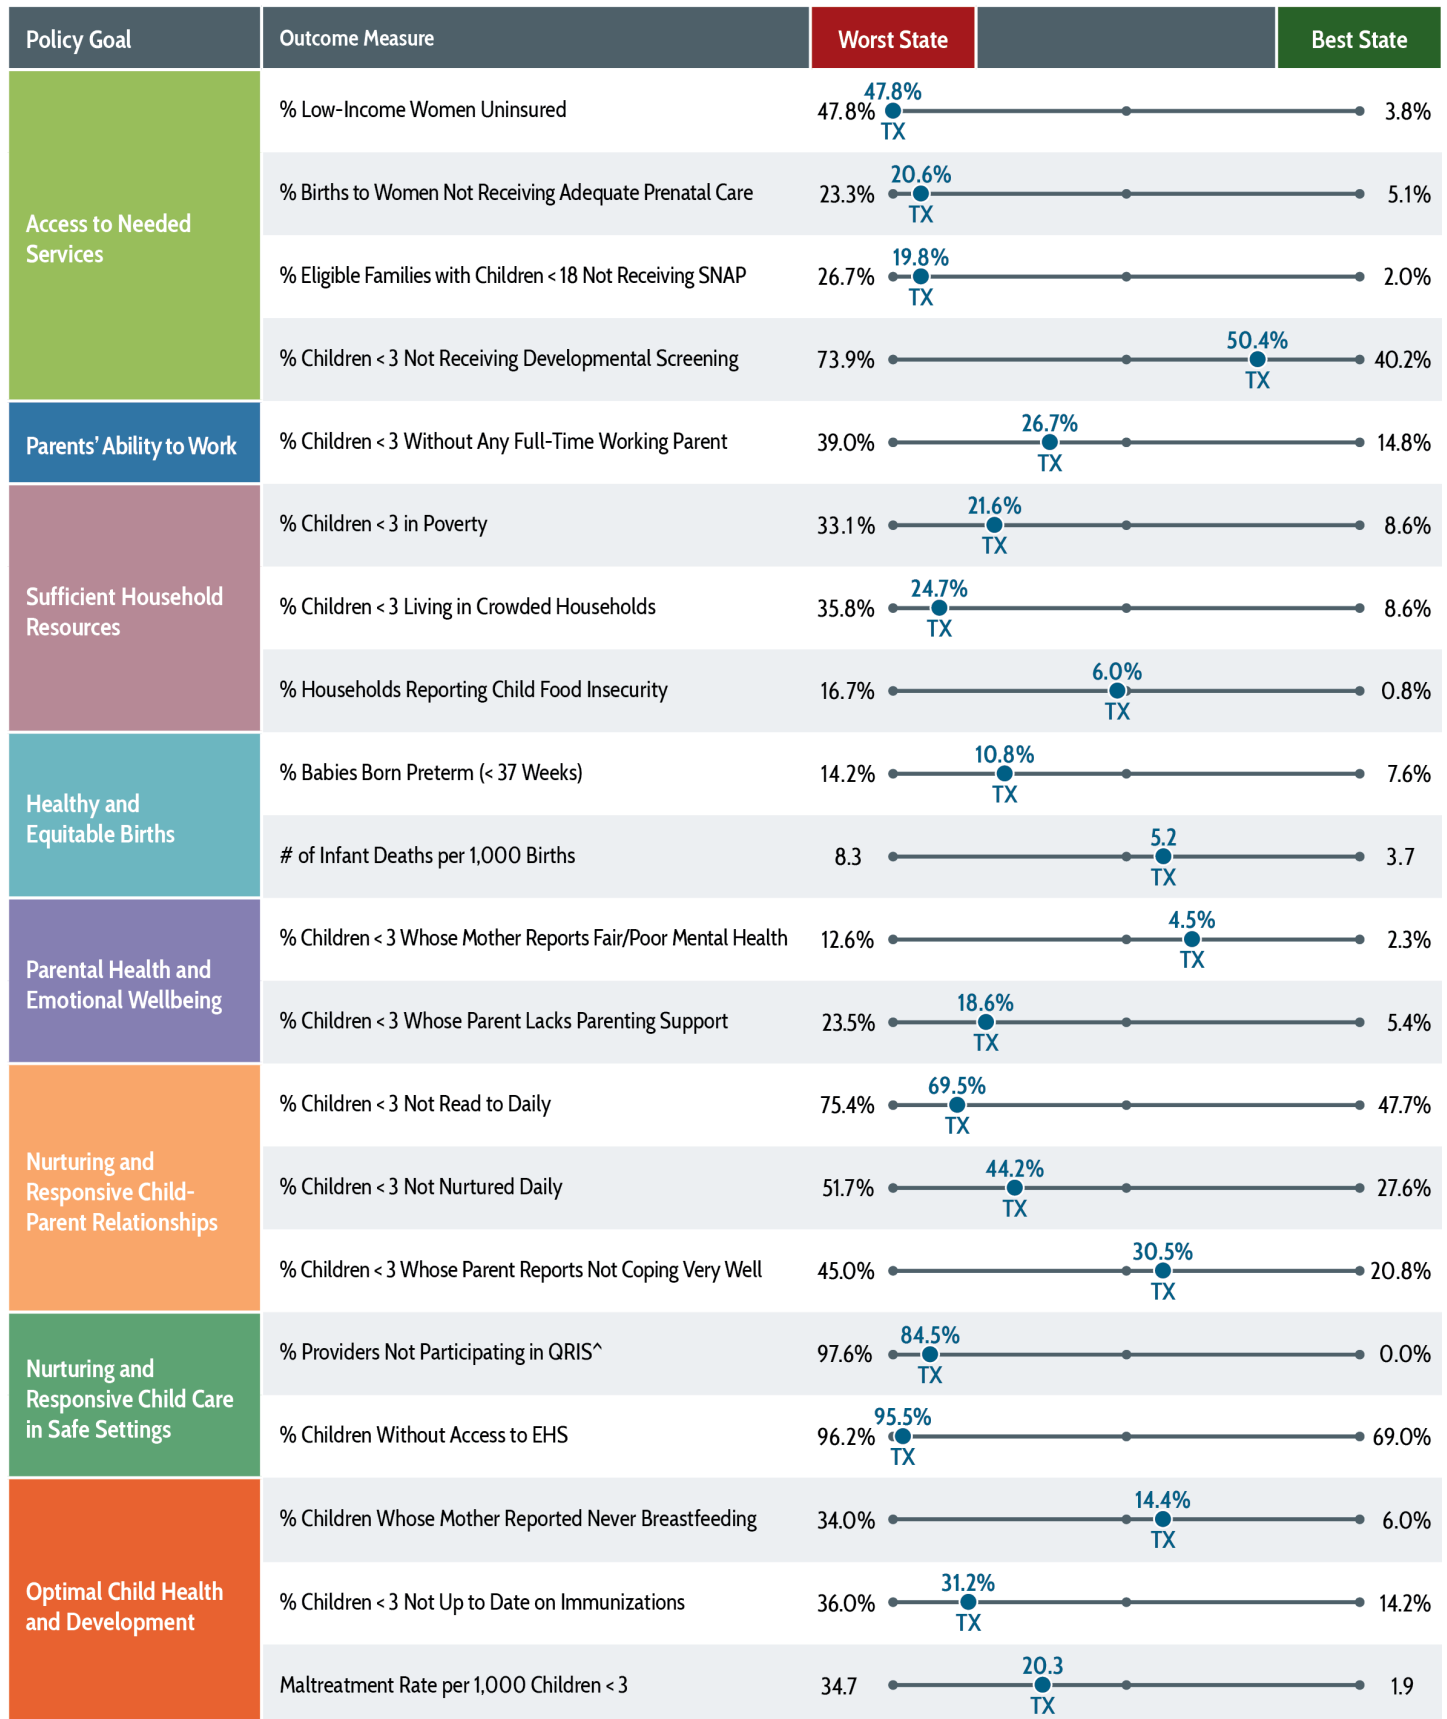 Policy Goal
Outcome Measure
Worst State
Best State
Access to Needed
Services
% Low-Income Women Uninsured
47.8%
47.8%
TX
3.8%
% Births to Women Not Receiving Adequate Prenatal Care
23.3%
20.6%
TX
5.1%
% Eligible Families with Children < 18 Not Receiving SNAP
26.7%
19.8%
TX
2.0%
% Children < 3 Not Receiving Developmental Screening
73.9%
50.4%
TX
40.2%
Parents' Ability to Work
% Children < 3 Without Any Full-Time Working Parent
39.0%
26.7%
TX
14.8%
Sufficient Household
Resources
% Children < 3 in Poverty
33.1%
21.6%
TX
8.6%
% Children < 3 Living in Crowded Households
35.8%
24.7%
TX
8.6%
% Households Reporting Child Food Insecurity
16.7%
6.0%
TX
0.8%
Healthy and
Equitable Births
% Babies Born Preterm (< 37 Weeks)
14.2%
10.8%
TX
7.6%
# of Infant Deaths per 1,000 Births
8.3
5.2
TX
3.7
Parental Health and
Emotional Wellbeing
% Children < 3 Whose Mother Reports Fair/Poor Mental Health
12.6%
4.5%
TX
2.3%
% Children < 3 Whose Parent Lacks Parenting Support
23.5%
18.6%
TX
5.4%
Nurturing and
Responsive Child-
Parent Relationships
% Children < 3 Not Read to Daily
75.4%
69.5%
TX
47.7%
% Children < 3 Not Nurtured Daily
51.7%
44.2%
TX
27.6%
% Children < 3 Whose Parent Reports Not Coping Very Well
45.0%
30.5%
TX
20.8%
Nurturing and
Responsive Child Care
in Safe Settings
% Providers Not Participating in QRIS^
97.6%
84.5%
TX
0.0%
% Children Without Access to EHS
96.2%
95.5%
TX
69.0%
Optimal Child Health
and Development
% Children Whose Mother Reported Never Breastfeeding
34.0%
14.4%
TX
6.0%
% Children < 3 Not Up to Date on Immunizations
36.0%
31.2%
TX
14.2%
Maltreatment Rate per 1,000 Children < 3
34.7
20.3
TX
1.9